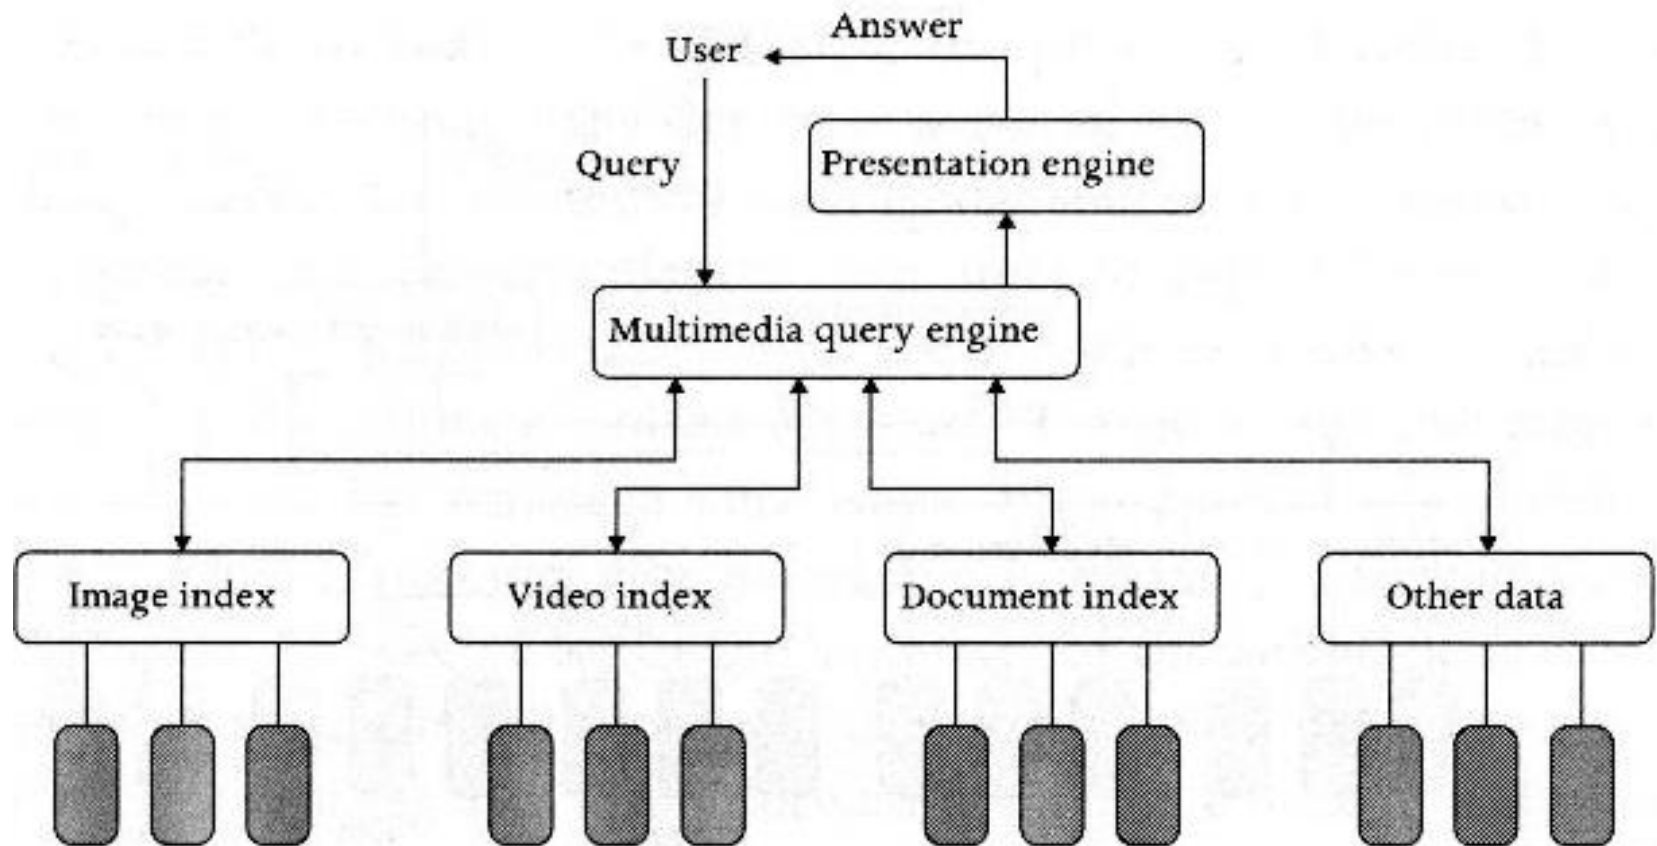 Answer
User
Query
Presentation engine
Multimedia query engine
Image index
Video index
Document index
Other data